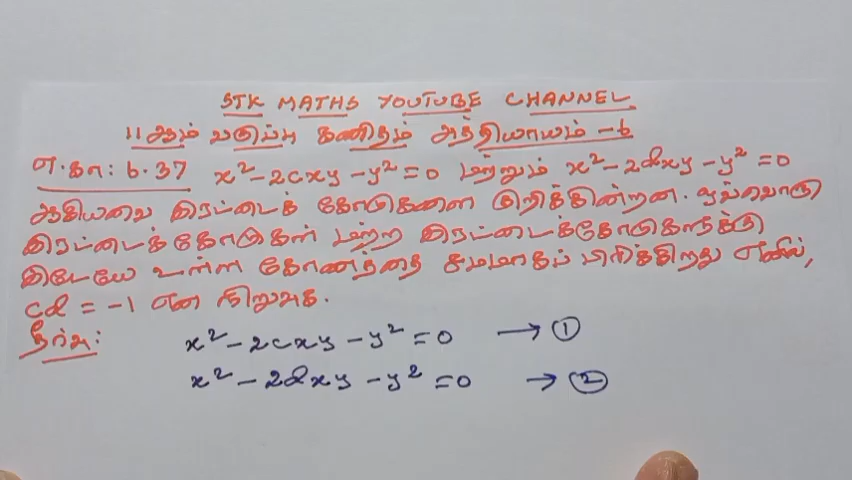 STK MATHS YOUTUBE CHANNEL
11 ஆம் வகுப்பு கணிதம் அத்தியாயம் - 6
எ.கா: 6.37 x² - 2cxy - y² = 0 மற்றும் x² - 2dxy - y² = 0
ஆகியவை இரட்டைக் கோடுகளை குறிக்கின்றன. ஒவ்வொரு
இரட்டைக்கோடுகள் மற்ற இரட்டைக்கோடுகளுக்கு
இடையே உள்ள கோணத்தை சமமாகப் பிரிக்கிறது எனில்,
cd = -1 என நிறுவுக.
தீர்வு:
x² - 2cxy - y² = 0 → ①
x² - 2dxy - y² = 0 → ②